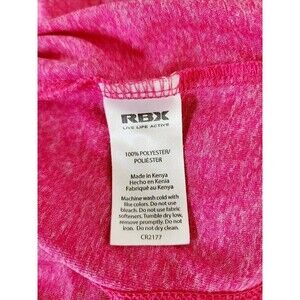 RBX
LIVE LIFE ACTIVE
100% POLYESTER/
POLIÉSTER
Made in Kenya
Hecho en Kenia
Fabriqué au Kenya
Machine wash cold with
like colors. Do not use
bleach. Do not use fabric
softeners. Tumble dry low,
remove promptly. Do not
iron. Do not dry clean.
CR2177